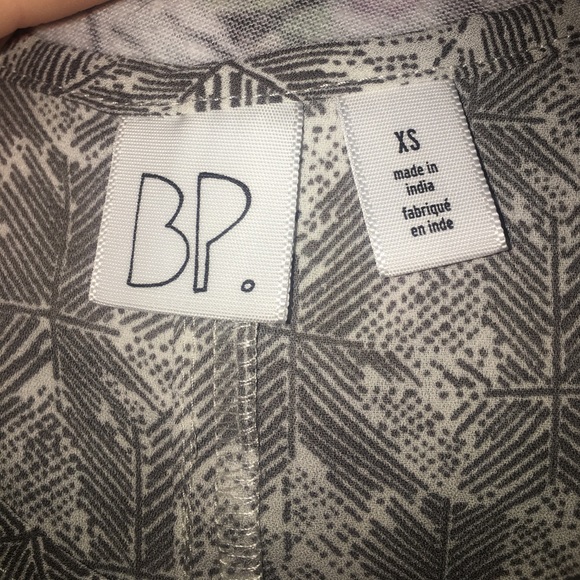 BP.
XS
made in
india
fabriqué
en inde